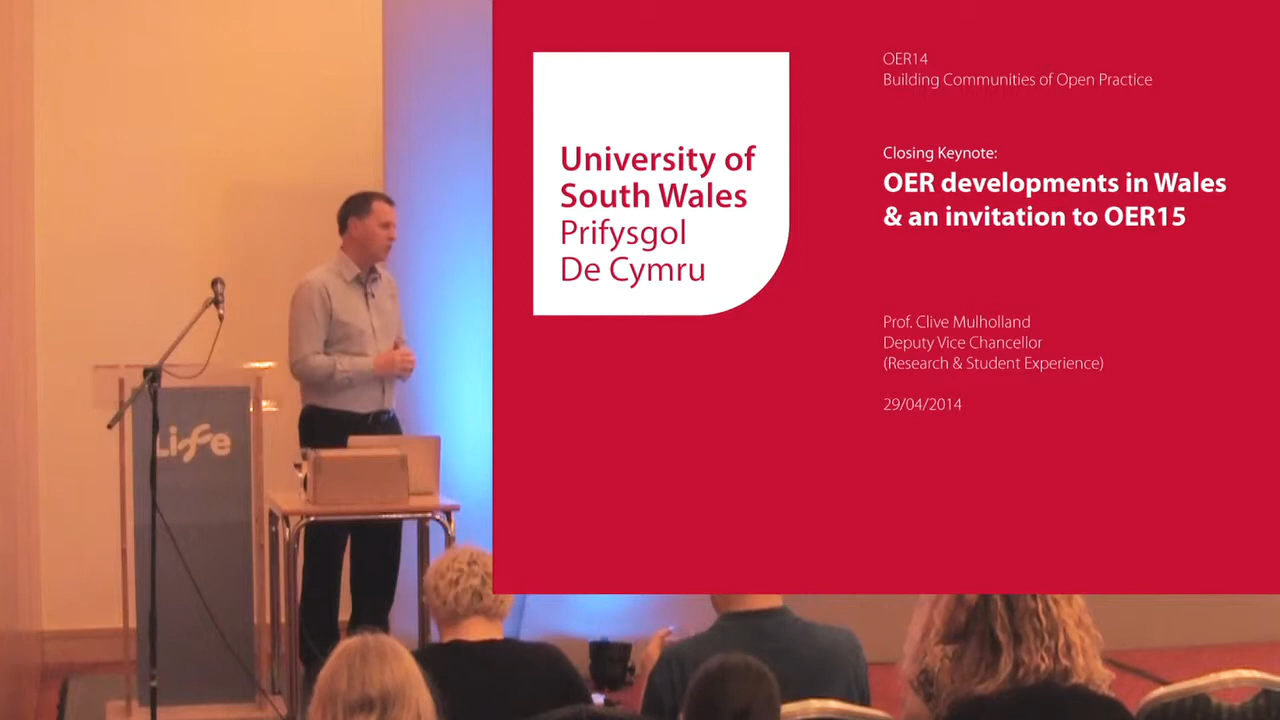 University of
South Wales
Prifysgol
De Cymru
OER14
Building Communities of Open Practice
Closing Keynote:
OER developments in Wales
& an invitation to OER15
Prof. Clive Mulholland
Deputy Vice Chancellor
(Research & Student Experience)
29/04/2014
Life